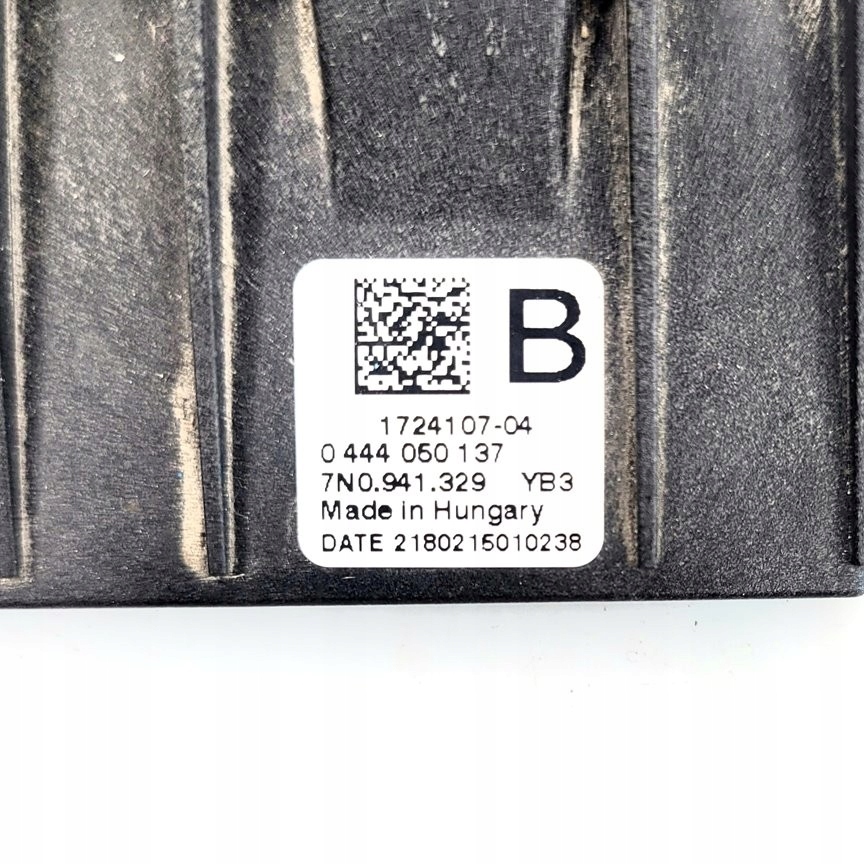 B
1724107-04
0 444 050 137
7N0.941.329 YB3
Made in Hungary
DATE 2180215010238